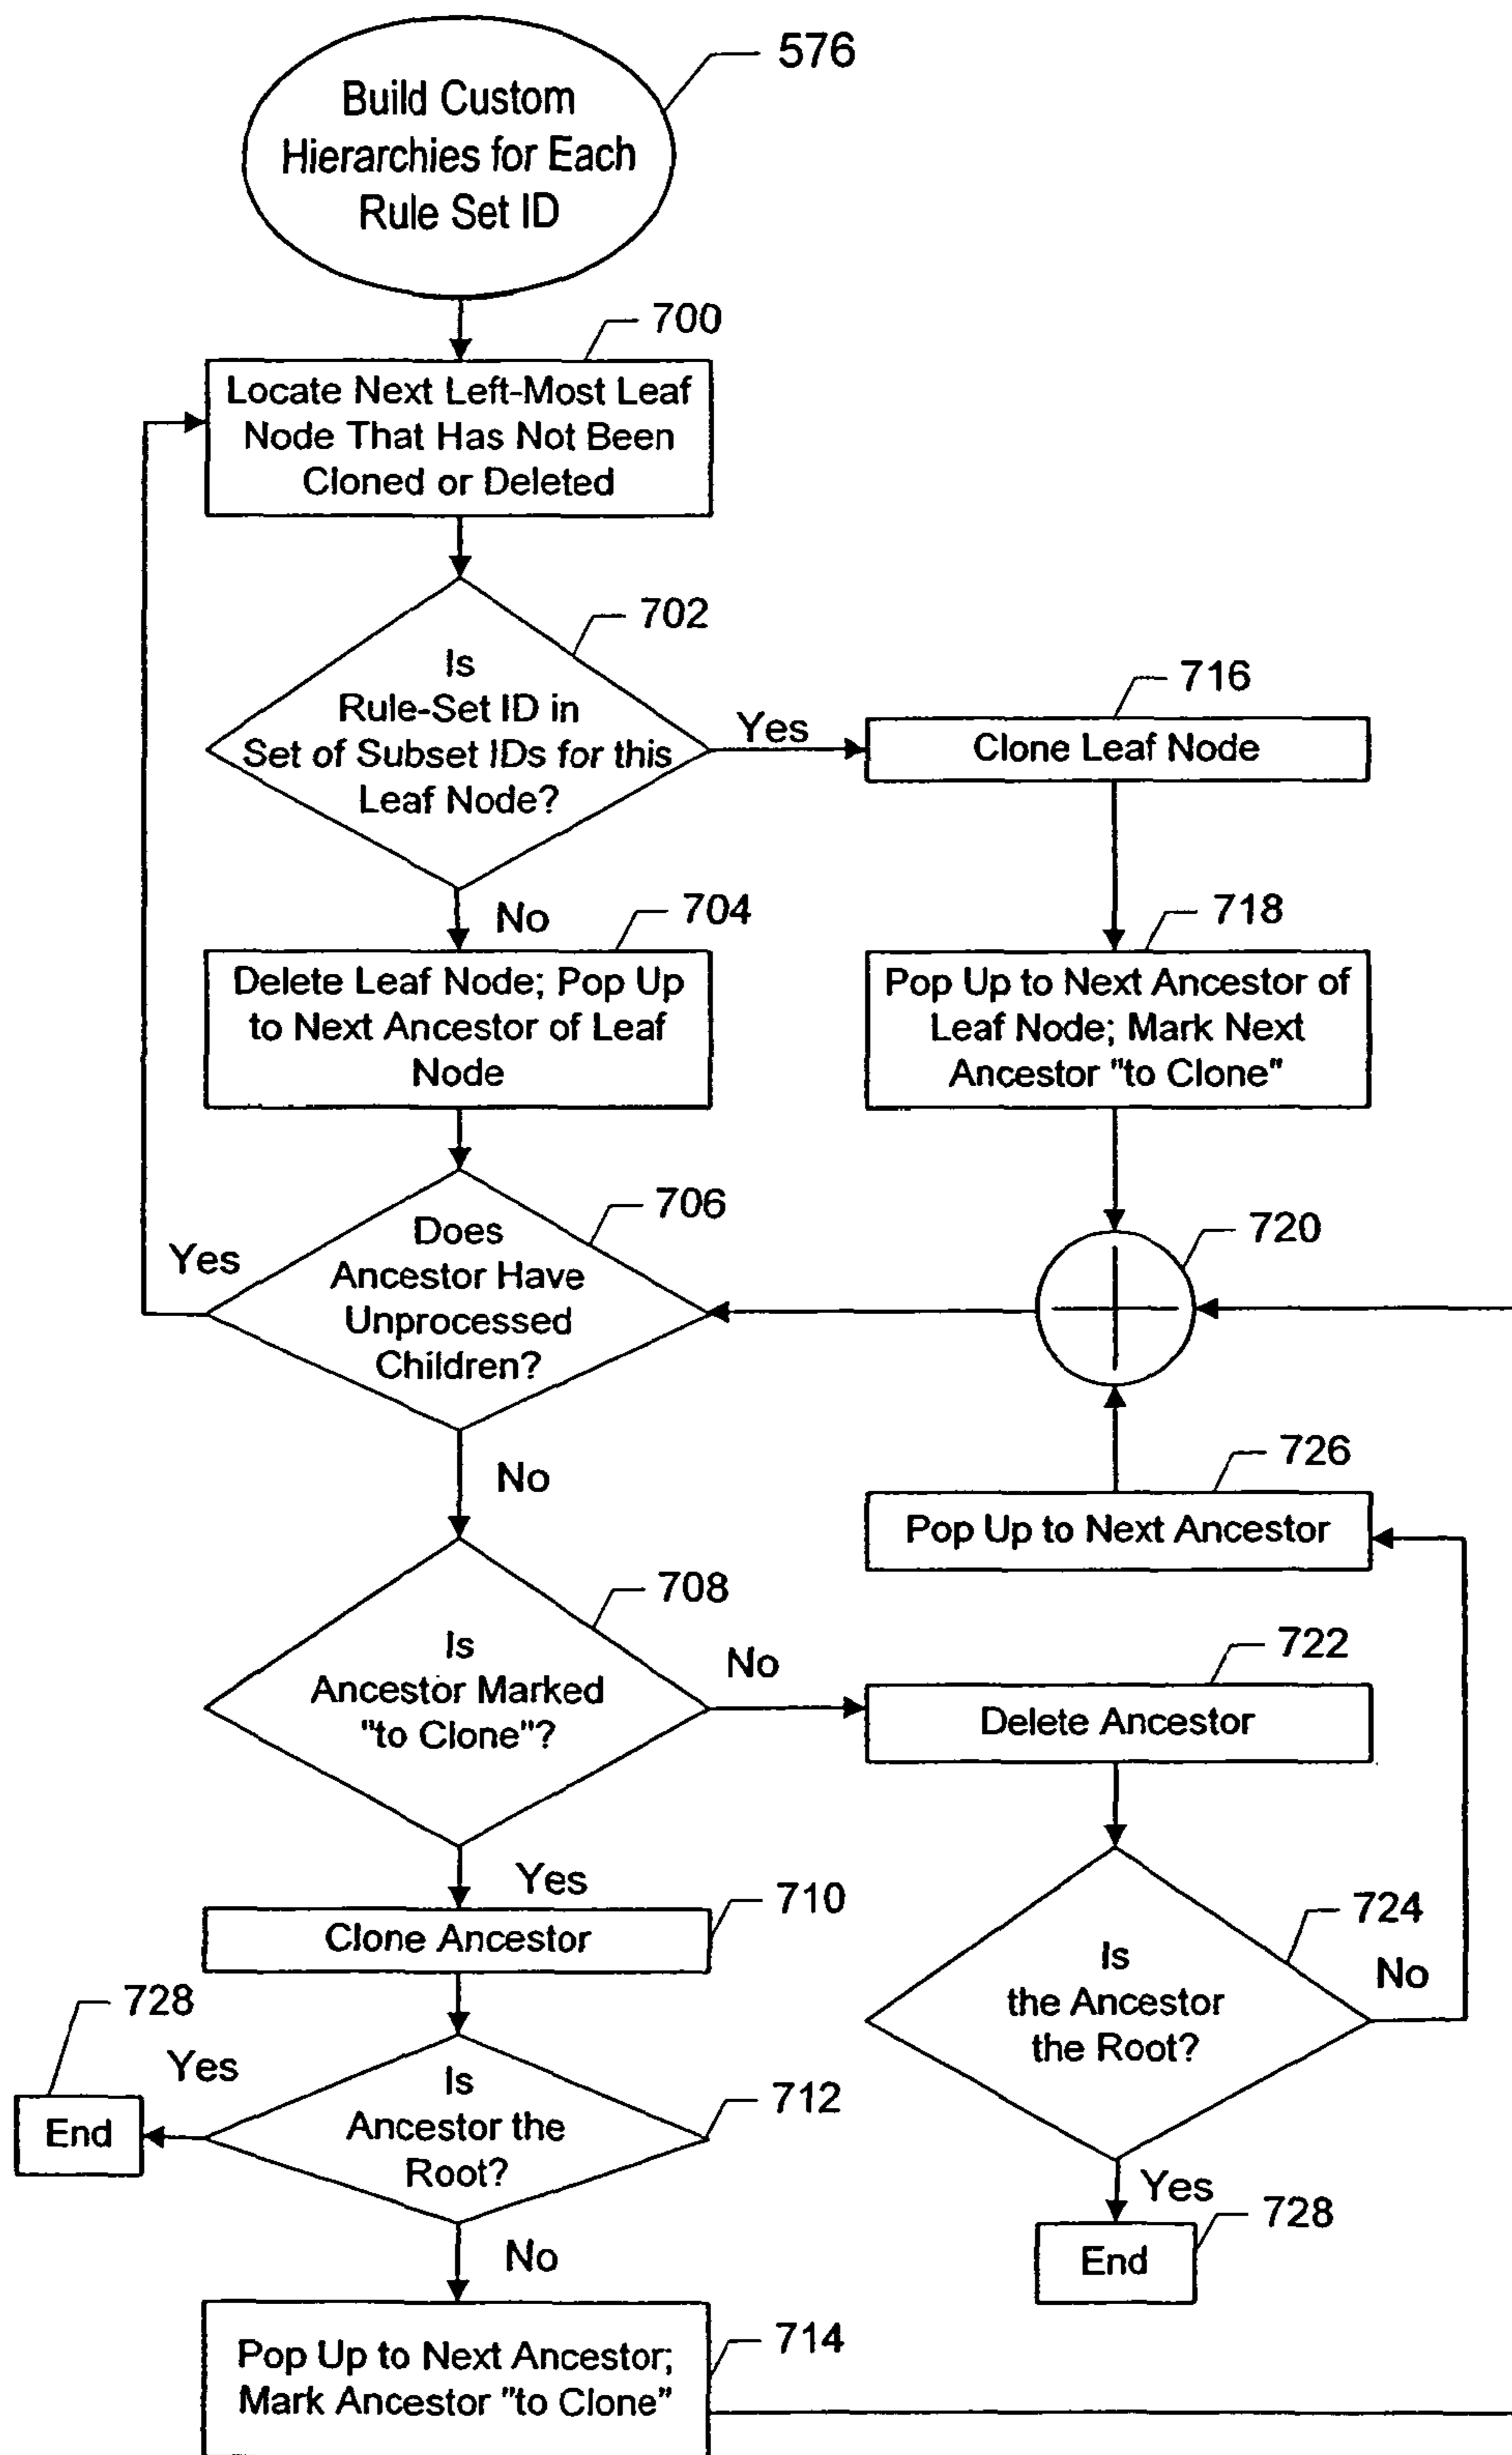 576
Build Custom
Hierarchies for Each
Rule Set ID
700
Locate Next Left-Most Leaf
Node That Has Not Been
Cloned or Deleted
702
Is
Rule-Set ID in
Set of Subset IDs for this
Leaf Node?
Yes
716
Clone Leaf Node
No
704
Delete Leaf Node; Pop Up
to Next Ancestor of Leaf
Node
718
Pop Up to Next Ancestor of
Leaf Node; Mark Next
Ancestor "to Clone"
706
Does
Ancestor Have
Unprocessed
Children?
Yes
720
No
726
Pop Up to Next Ancestor
708
Is
Ancestor Marked
"to Clone"?
No
722
Delete Ancestor
Yes
710
Clone Ancestor
724
Is
the Ancestor
the Root?
No
728
Yes
End
Is
Ancestor the
Root?
712
Yes
728
End
No
Pop Up to Next Ancestor;
Mark Ancestor "to Clone"
714